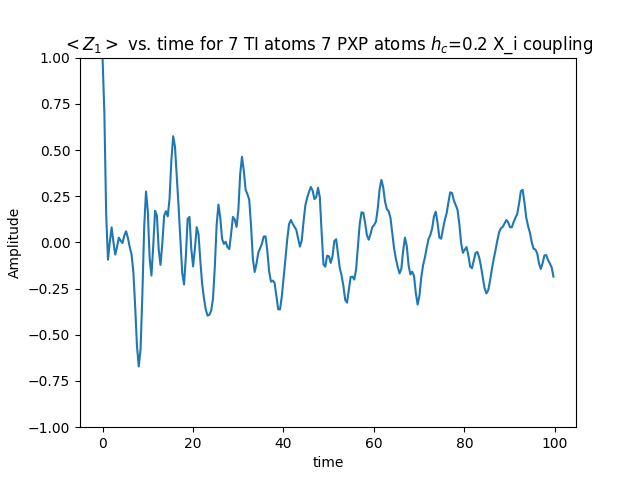 <Z_1> vs. time for 7 TI atoms 7 PXP atoms h_c=0.2 X_i coupling
1.00
0.75
0.50
0.25
0.00
−0.25
−0.50
−0.75
−1.00
Amplitude
0 20 40 60 80 100
time